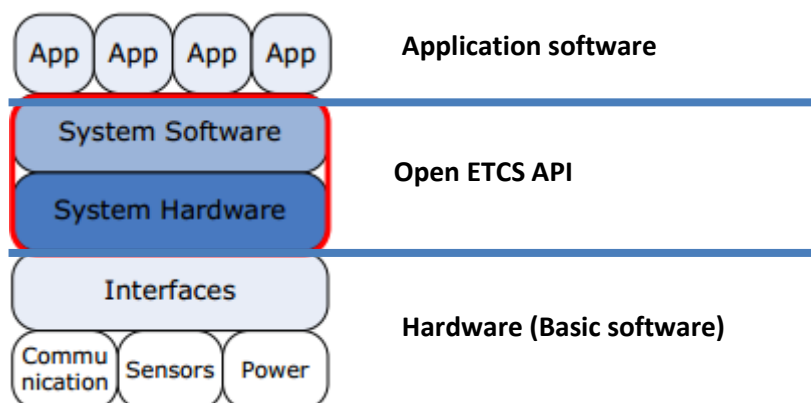 App App App App
Application software
System Software
Open ETCS API
System Hardware
Interfaces
Hardware (Basic software)
Commu
nication
Sensors
Power